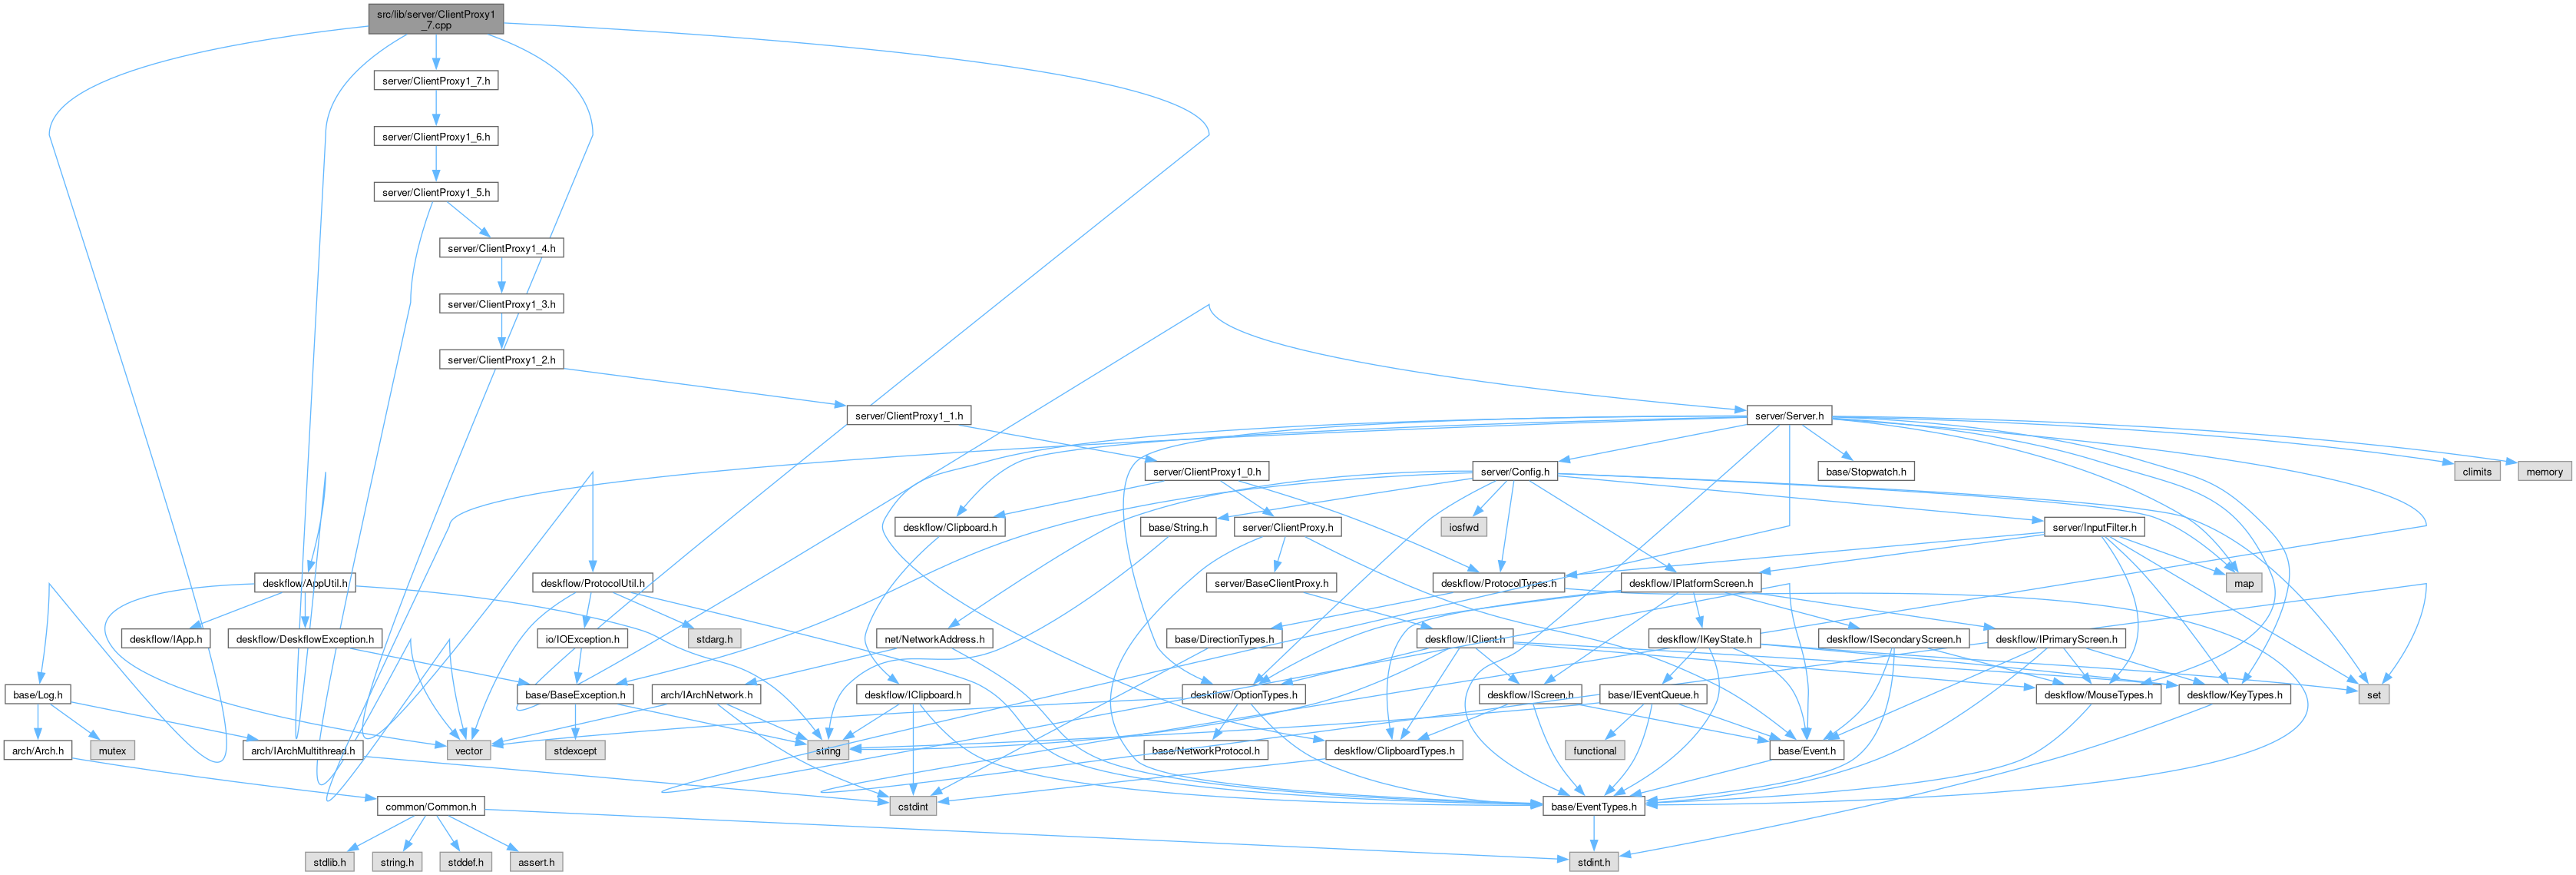 src/lib/server/ClientProxy1
_7.cpp
server/ClientProxy1_7.h
server/ClientProxy1_6.h
server/ClientProxy1_5.h
server/ClientProxy1_4.h
server/ClientProxy1_3.h
server/ClientProxy1_2.h
server/ClientProxy1_1.h
server/Server.h
server/ClientProxy1_0.h
server/Config.h
base/Stopwatch.h
climits
memory
deskflow/Clipboard.h
base/String.h
server/ClientProxy.h
iosfwd
server/InputFilter.h
deskflow/AppUtil.h
deskflow/ProtocolUtil.h
server/BaseClientProxy.h
deskflow/ProtocolTypes.h
deskflow/IPlatformScreen.h
map
deskflow/IApp.h
deskflow/DeskflowException.h
io/IOException.h
stdarg.h
net/NetworkAddress.h
base/DirectionTypes.h
deskflow/IClient.h
deskflow/IKeyState.h
deskflow/ISecondaryScreen.h
deskflow/IPrimaryScreen.h
base/Log.h
base/BaseException.h
arch/IArchNetwork.h
deskflow/IClipboard.h
deskflow/OptionTypes.h
deskflow/IScreen.h
base/IEventQueue.h
deskflow/MouseTypes.h
deskflow/KeyTypes.h
set
arch/Arch.h
mutex
arch/IArchMultithread.h
vector
stdexcept
string
base/NetworkProtocol.h
deskflow/ClipboardTypes.h
functional
base/Event.h
common/Common.h
cstdint
base/EventTypes.h
stdlib.h
string.h
stddef.h
assert.h
stdint.h